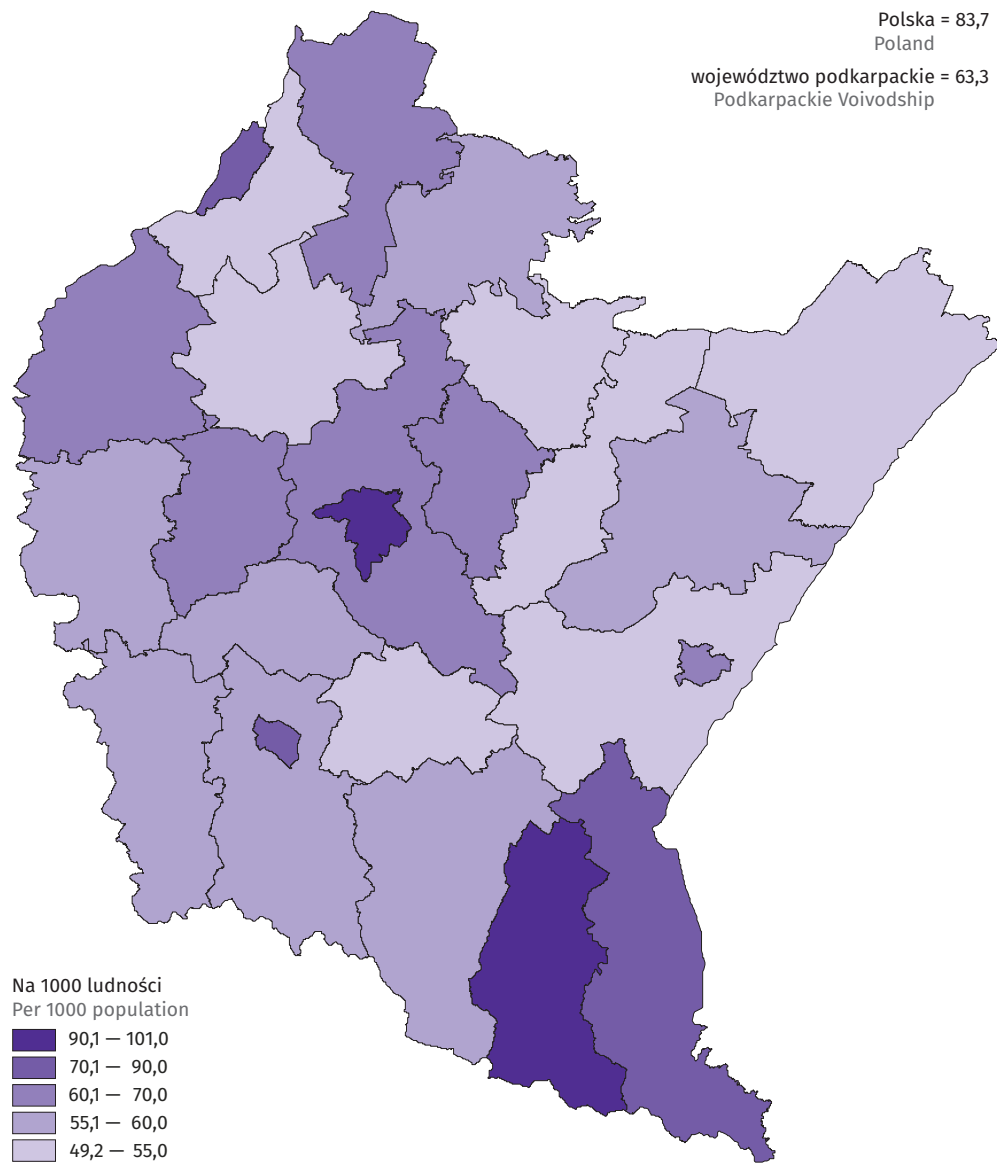 Polska = 83,7
Poland
województwo podkarpackie = 63,3
Podkarpackie Voivodship
Na 1000 ludności
Per 1000 population
90,1 — 101,0
70,1 — 90,0
60,1 — 70,0
55,1 — 60,0
49,2 — 55,0